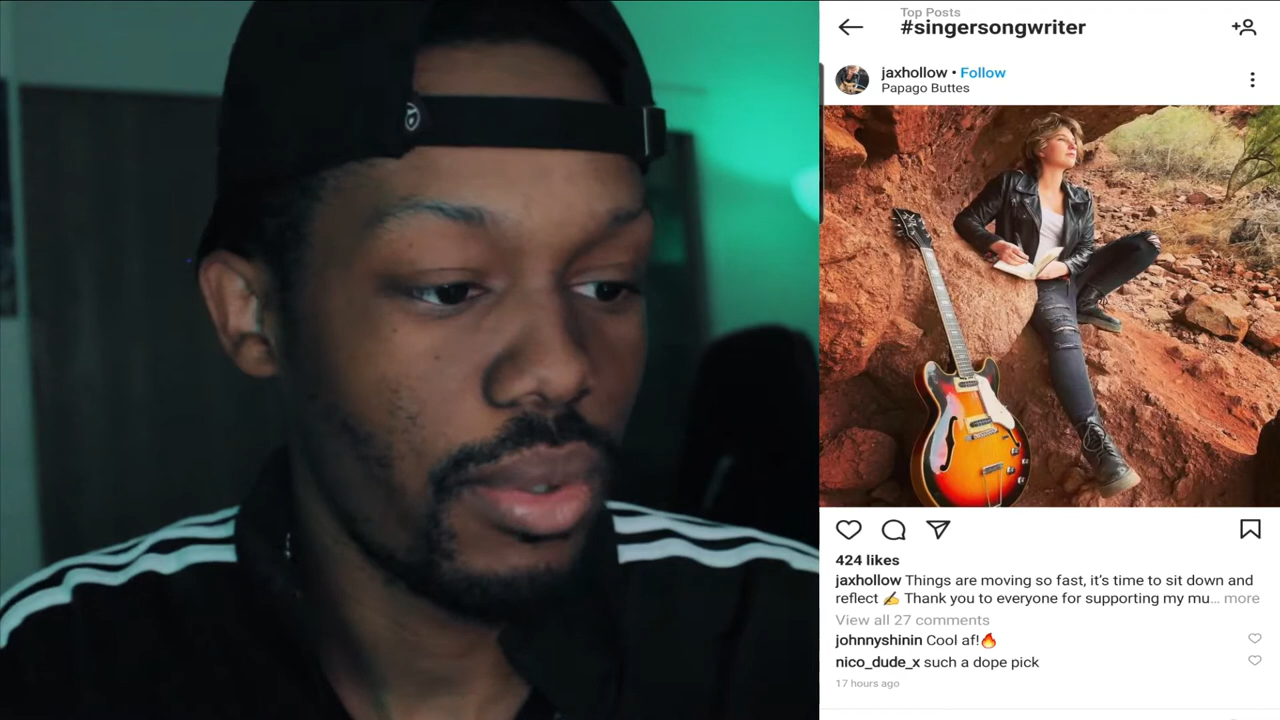 Top Posts
#singersongwriter
jaxhollow • Follow
Papago Buttes
424 likes
jaxhollow Things are moving so fast, it's time to sit down and
reflect ✍️ Thank you to everyone for supporting my mu... more
View all 27 comments
johnnyshinin Cool af!🔥
nico_dude_x such a dope pick
17 hours ago